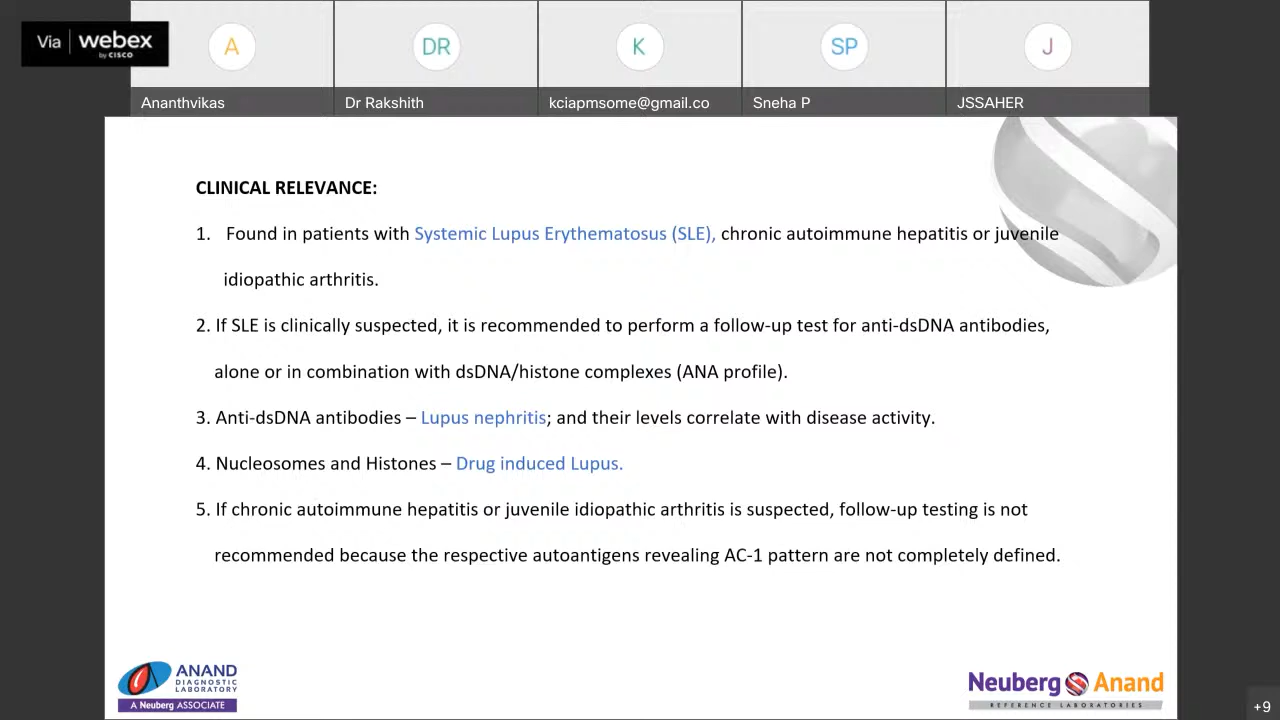 Via webex
by CISCO
A
DR
K
SP
J
Ananthvikas
Dr Rakshith
kciapmsome@gmail.co
Sneha P
JSSAHER
CLINICAL RELEVANCE:
1. Found in patients with Systemic Lupus Erythematosus (SLE), chronic autoimmune hepatitis or juvenile
idiopathic arthritis.
2. If SLE is clinically suspected, it is recommended to perform a follow-up test for anti-dsDNA antibodies,
alone or in combination with dsDNA/histone complexes (ANA profile).
3. Anti-dsDNA antibodies – Lupus nephritis; and their levels correlate with disease activity.
4. Nucleosomes and Histones – Drug induced Lupus.
5. If chronic autoimmune hepatitis or juvenile idiopathic arthritis is suspected, follow-up testing is not
recommended because the respective autoantigens revealing AC-1 pattern are not completely defined.
ANAND
DIAGNOSTIC
LABORATORY
A Neuberg ASSOCIATE
Neuberg Anand
REFERENCE LABORATORIES
+9